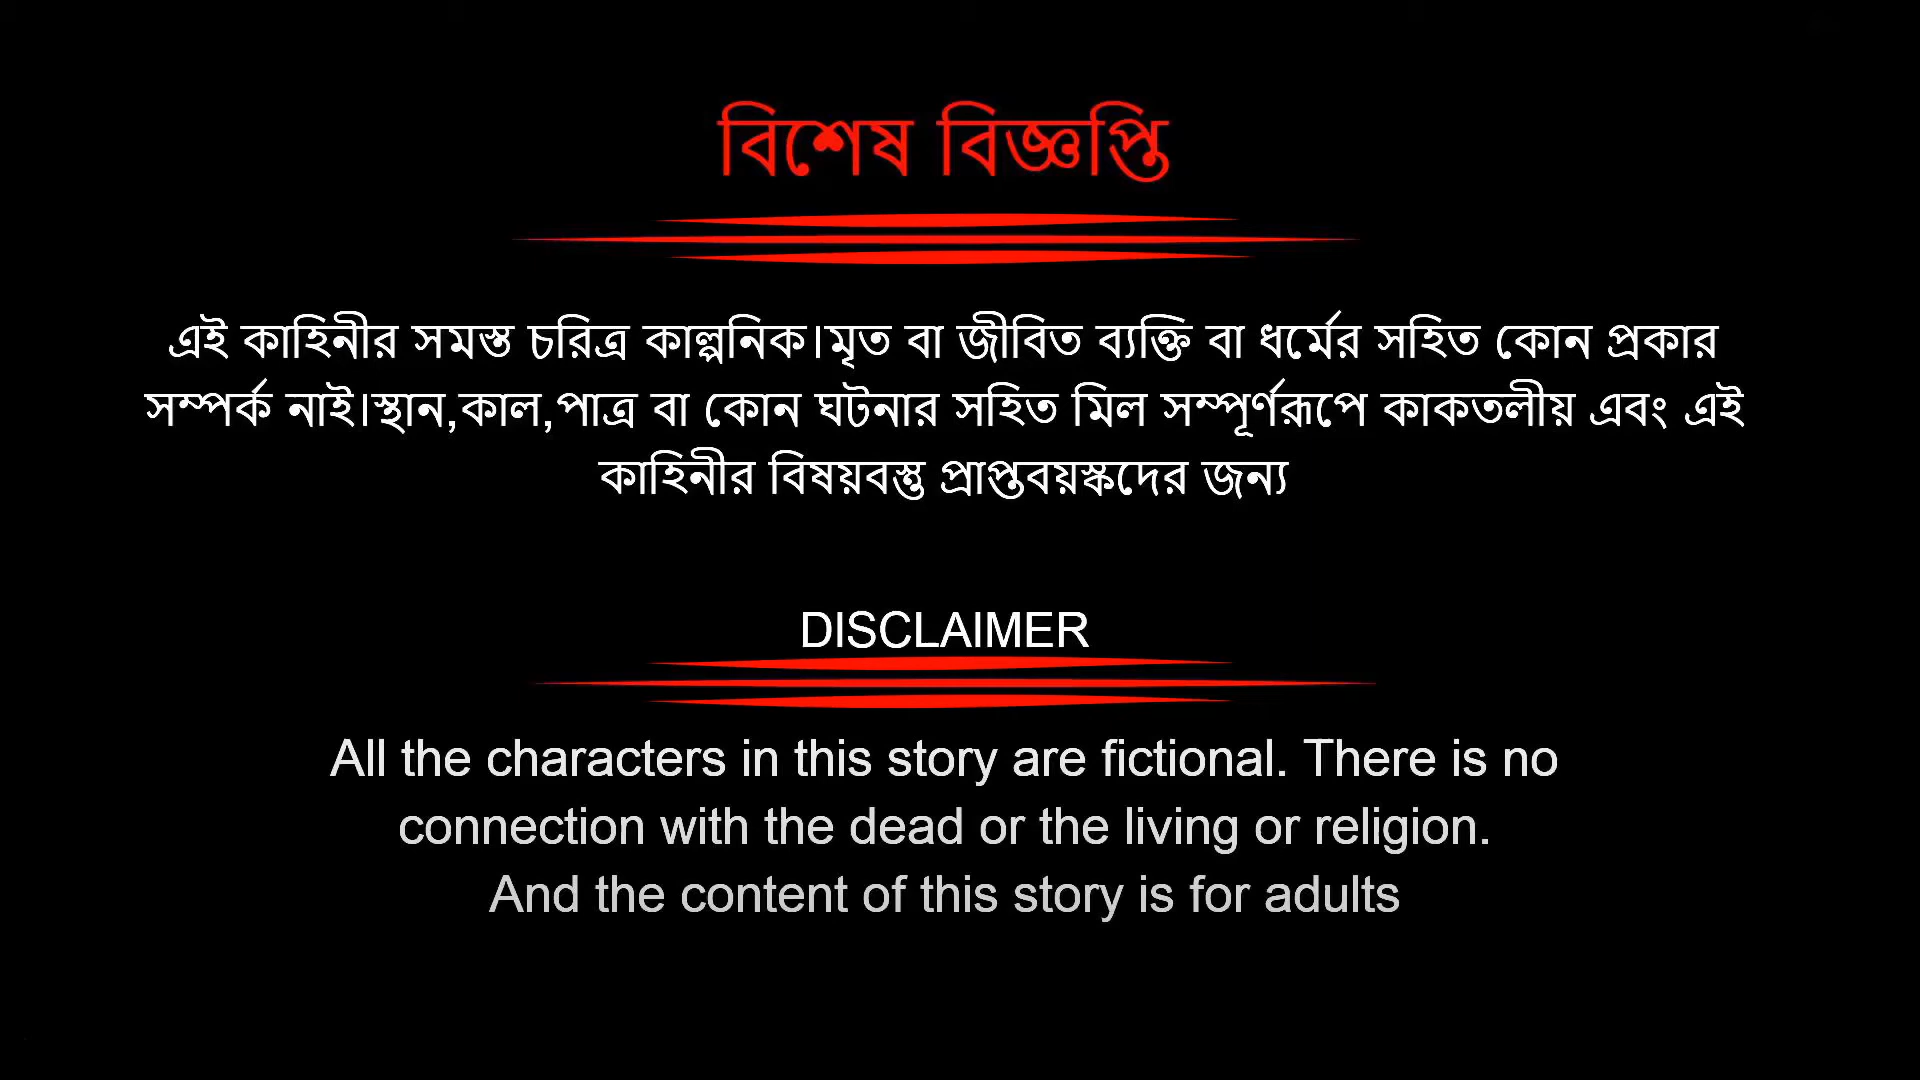 বিশেষ বিজ্ঞপ্তি
এই কাহিনীর সমস্ত চরিত্র কাল্পনিক।মৃত বা জীবিত ব্যক্তি বা ধর্মের সহিত কোন প্রকার
সম্পর্ক নাই।স্থান,কাল,পাত্র বা কোন ঘটনার সহিত মিল সম্পূর্ণরূপে কাকতলীয় এবং এই
কাহিনীর বিষয়বস্তু প্রাপ্তবয়স্কদের জন্য
DISCLAIMER
All the characters in this story are fictional. There is no
connection with the dead or the living or religion.
And the content of this story is for adults